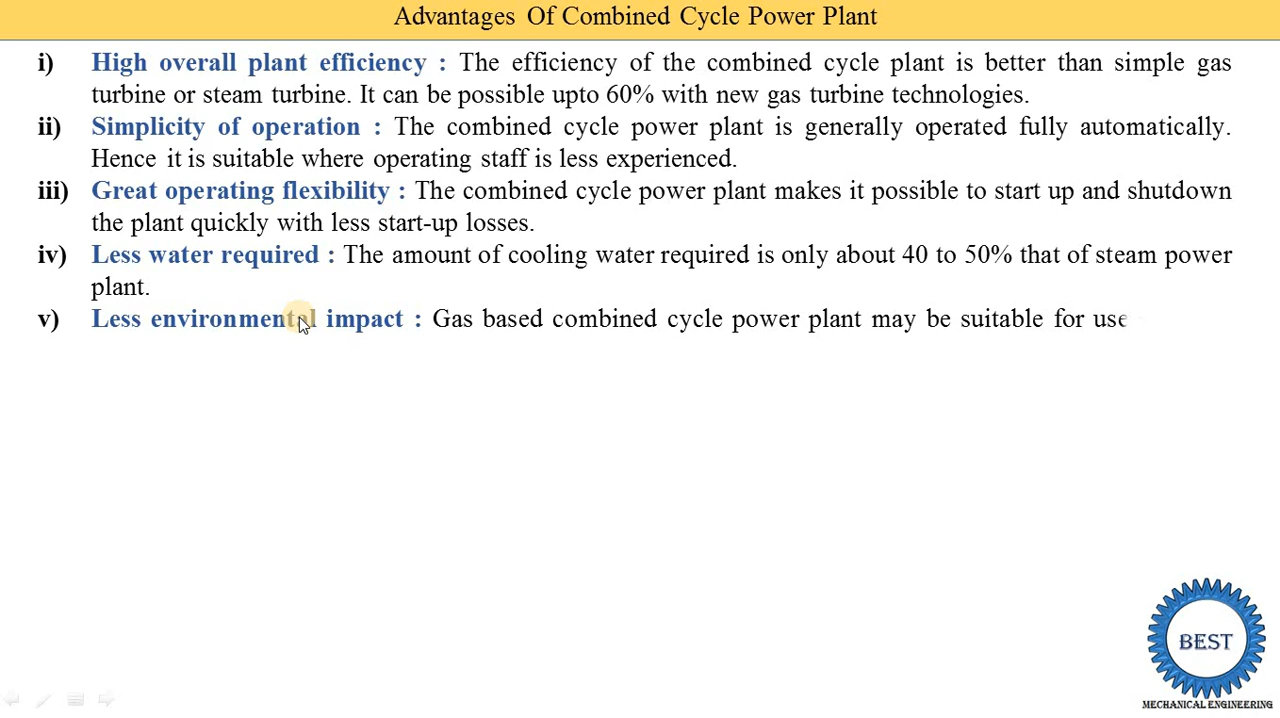 Advantages Of Combined Cycle Power Plant
i) High overall plant efficiency : The efficiency of the combined cycle plant is better than simple gas
turbine or steam turbine. It can be possible upto 60% with new gas turbine technologies.
ii) Simplicity of operation : The combined cycle power plant is generally operated fully automatically.
Hence it is suitable where operating staff is less experienced.
iii) Great operating flexibility : The combined cycle power plant makes it possible to start up and shutdown
the plant quickly with less start-up losses.
iv) Less water required : The amount of cooling water required is only about 40 to 50% that of steam power
plant.
v) Less environmental impact : Gas based combined cycle power plant may be suitable for use
BEST
MECHANICAL ENGINEERING